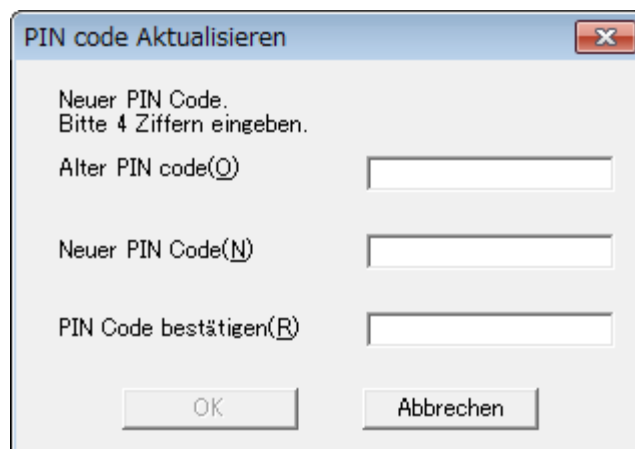 PIN code Aktualisieren
Neuer PIN Code.
Bitte 4 Ziffern eingeben.
Alter PIN code(O)
Neuer PIN Code(N)
PIN Code bestätigen(R)
OK Abbrechen